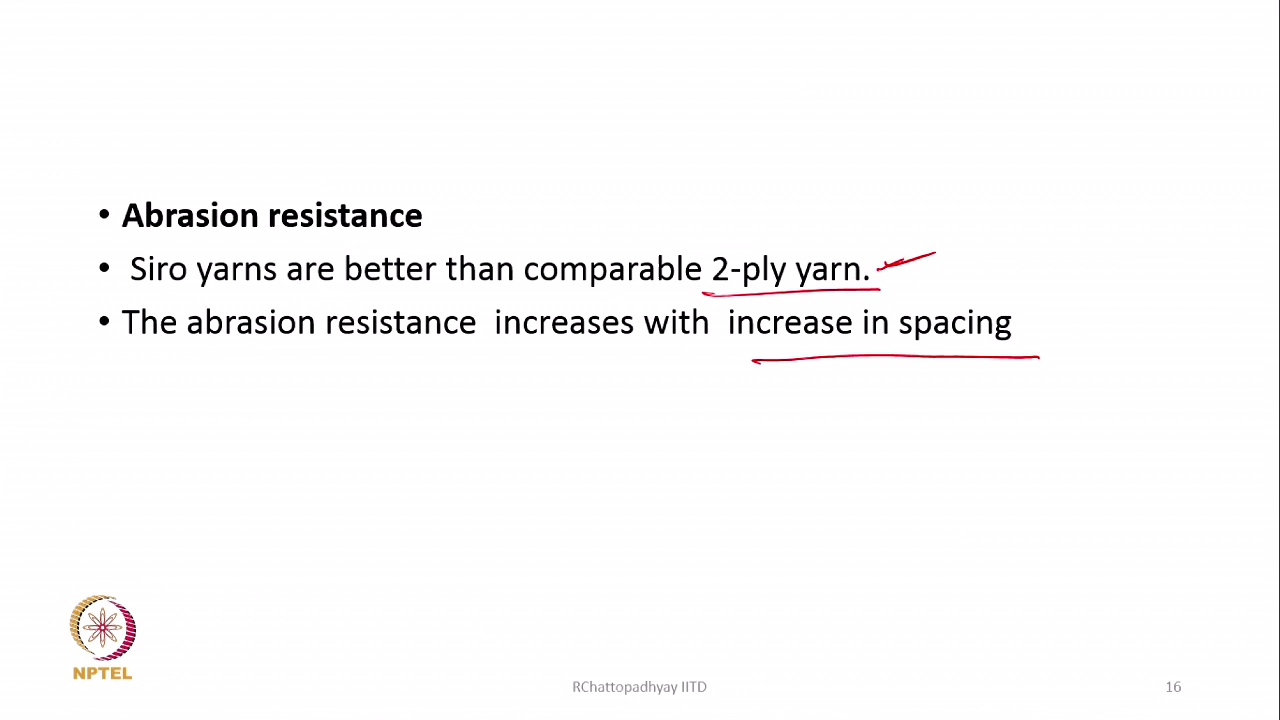 • Abrasion resistance
• Siro yarns are better than comparable 2-ply yarn.
• The abrasion resistance increases with increase in spacing
NPTEL
RChattopadhyay IITD
16